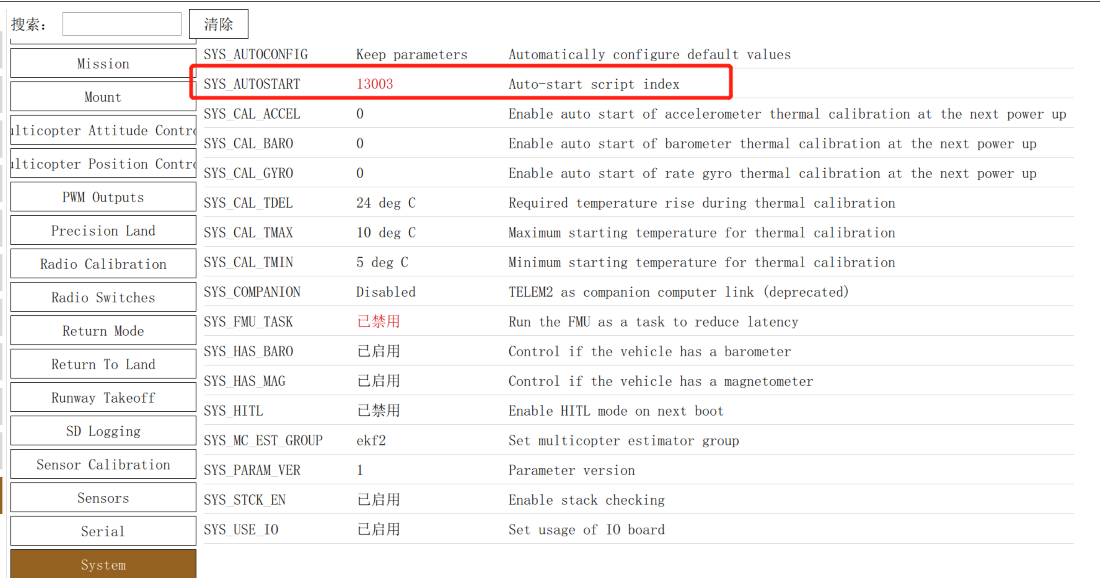 搜索： 清除
Mission
Mount
ulticopter Attitude Contro
ulticopter Position Contro
PWM Outputs
Precision Land
Radio Calibration
Radio Switches
Return Mode
Return To Land
Runway Takeoff
SD Logging
Sensor Calibration
Sensors
Serial
System
SYS_AUTOCONFIG Keep parameters Automatically configure default values
SYS_AUTOSTART 13003 Auto-start script index
SYS_CAL_ACCEL 0 Enable auto start of accelerometer thermal calibration at the next power up
SYS_CAL_BARO 0 Enable auto start of barometer thermal calibration at the next power up
SYS_CAL_GYRO 0 Enable auto start of rate gyro thermal calibration at the next power up
SYS_CAL_TDEL 24 deg C Required temperature rise during thermal calibration
SYS_CAL_TMAX 10 deg C Maximum starting temperature for thermal calibration
SYS_CAL_TMIN 5 deg C Minimum starting temperature for thermal calibration
SYS_COMPANION Disabled TELEM2 as companion computer link (deprecated)
SYS_FMU_TASK 已禁用 Run the FMU as a task to reduce latency
SYS_HAS_BARO 已启用 Control if the vehicle has a barometer
SYS_HAS_MAG 已启用 Control if the vehicle has a magnetometer
SYS_HITL 已禁用 Enable HITL mode on next boot
SYS_MC_EST_GROUP ekf2 Set multicopter estimator group
SYS_PARAM_VER 1 Parameter version
SYS_STCK_EN 已启用 Enable stack checking
SYS_USE_IO 已启用 Set usage of IO board